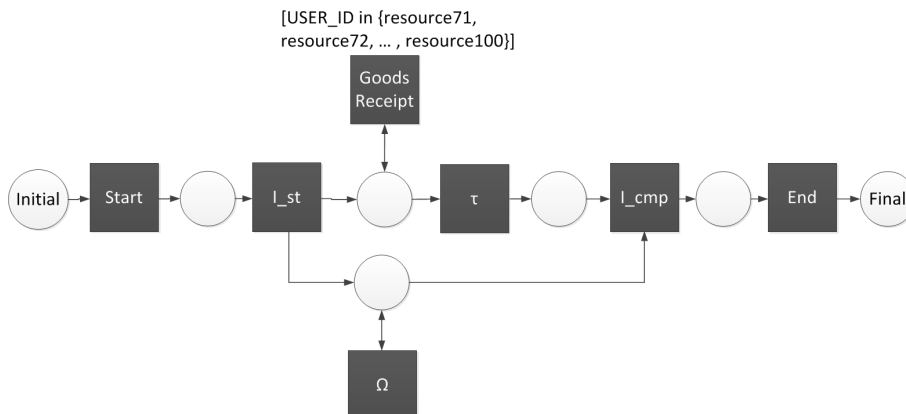 [USER_ID in {resource71,
resource72, ... , resource100}]
Goods
Receipt
Initial
Start
I_st
τ
I_cmp
End
Final
Ω